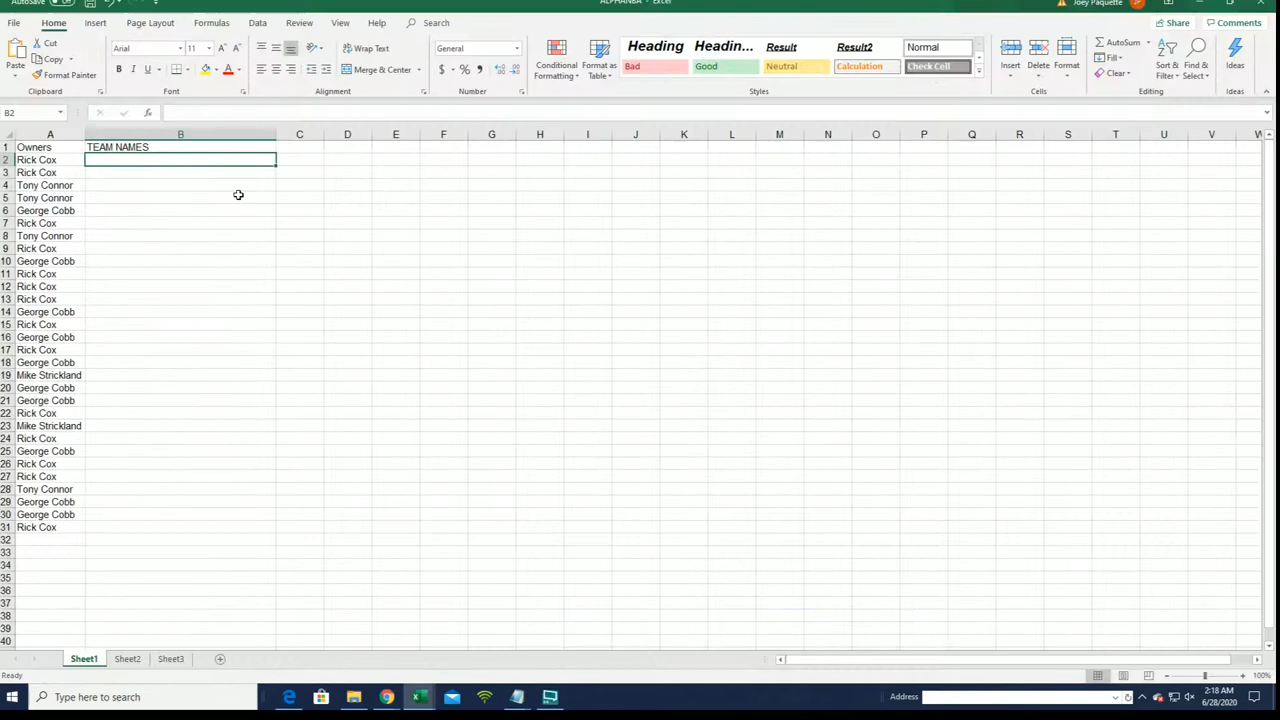 AutoSave Off
ALPHANBA - Excel
Joey Paquette
File Home Insert Page Layout Formulas Data Review View Help Search Share Comments
Paste Cut Copy Format Painter Clipboard
Arial 11 A A B I U A Font
Wrap Text Merge & Center Alignment
General $ % Number
Conditional Formatting Format as Table
Heading Headin... Result Result2 Normal
Bad Good Neutral Calculation Check Cell
Styles
Insert Delete Format Cells
AutoSum Fill Clear Sort & Filter Find & Select Editing
Ideas Ideas
B2 fx
A B C D E F G H I J K L M N O P Q R S T U V W
1 Owners TEAM NAMES
2 Rick Cox
3 Rick Cox
4 Tony Connor
5 Tony Connor
6 George Cobb
7 Rick Cox
8 Tony Connor
9 Rick Cox
10 George Cobb
11 Rick Cox
12 Rick Cox
13 Rick Cox
14 George Cobb
15 Rick Cox
16 George Cobb
17 Rick Cox
18 George Cobb
19 Mike Strickland
20 George Cobb
21 George Cobb
22 Rick Cox
23 Mike Strickland
24 Rick Cox
25 George Cobb
26 Rick Cox
27 Rick Cox
28 Tony Connor
29 George Cobb
30 George Cobb
31 Rick Cox
32
33
34
35
36
37
38
39
40
Sheet1 Sheet2 Sheet3
Ready 100%
Type here to search Address 2:18 AM
6/28/2020